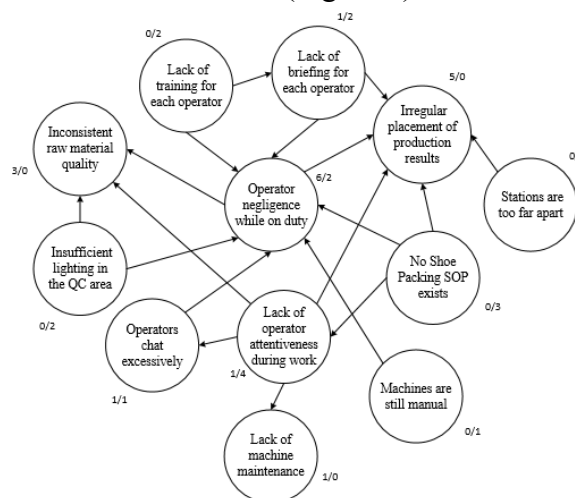 0/2
Lack of
training for
each operator
1/2
Lack of
briefing for
each operator
5/0
Irregular
placement of
production
results
Inconsistent
raw material
quality
3/0
6/2
Operator
negligence
while on duty
0
Stations are
too far apart
Insufficient
lighting in
the QC area
0/2
No Shoe
Packing SOP
exists
0/3
Operators
chat
excessively
1/1
Lack of
operator
attentiveness
during work
1/4
Machines are
still manual
0/1
Lack of
machine
maintenance
1/0